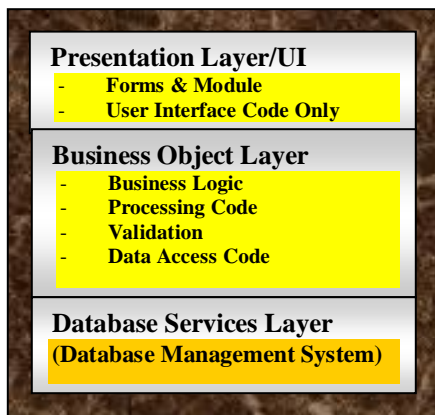 Presentation Layer/UI
- Forms & Module
- User Interface Code Only
Business Object Layer
- Business Logic
- Processing Code
- Validation
- Data Access Code
Database Services Layer
(Database Management System)